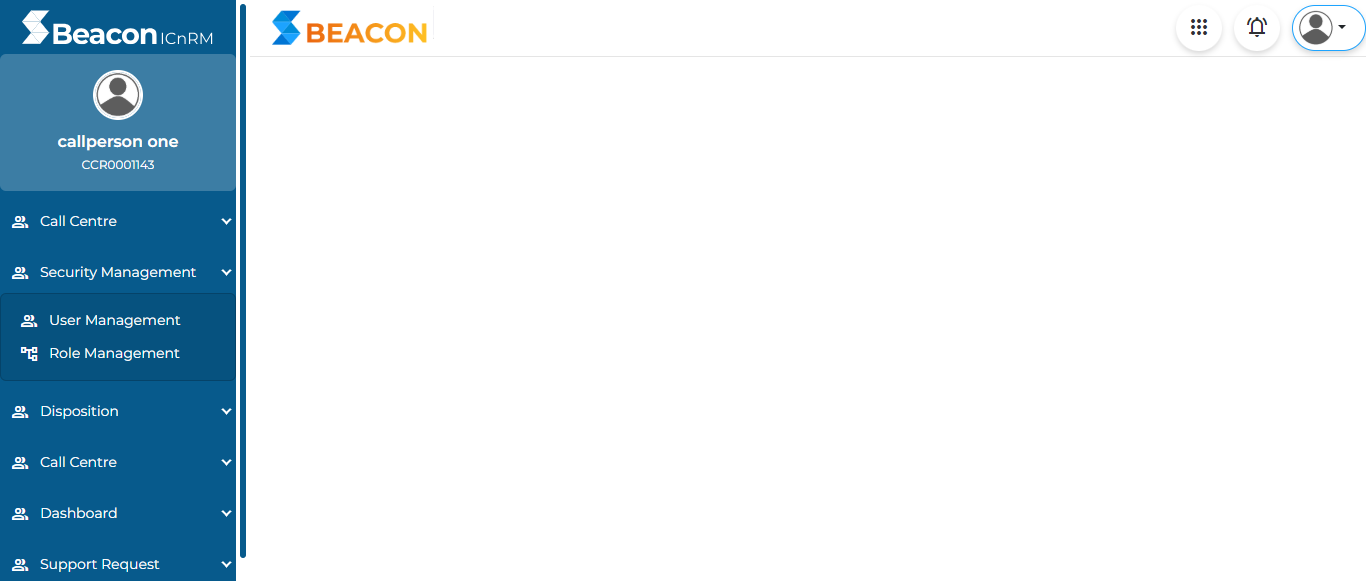 Beacon ICnRM
BEACON
callperson one
CCR0001143
Call Centre
Security Management
User Management
Role Management
Disposition
Call Centre
Dashboard
Support Request